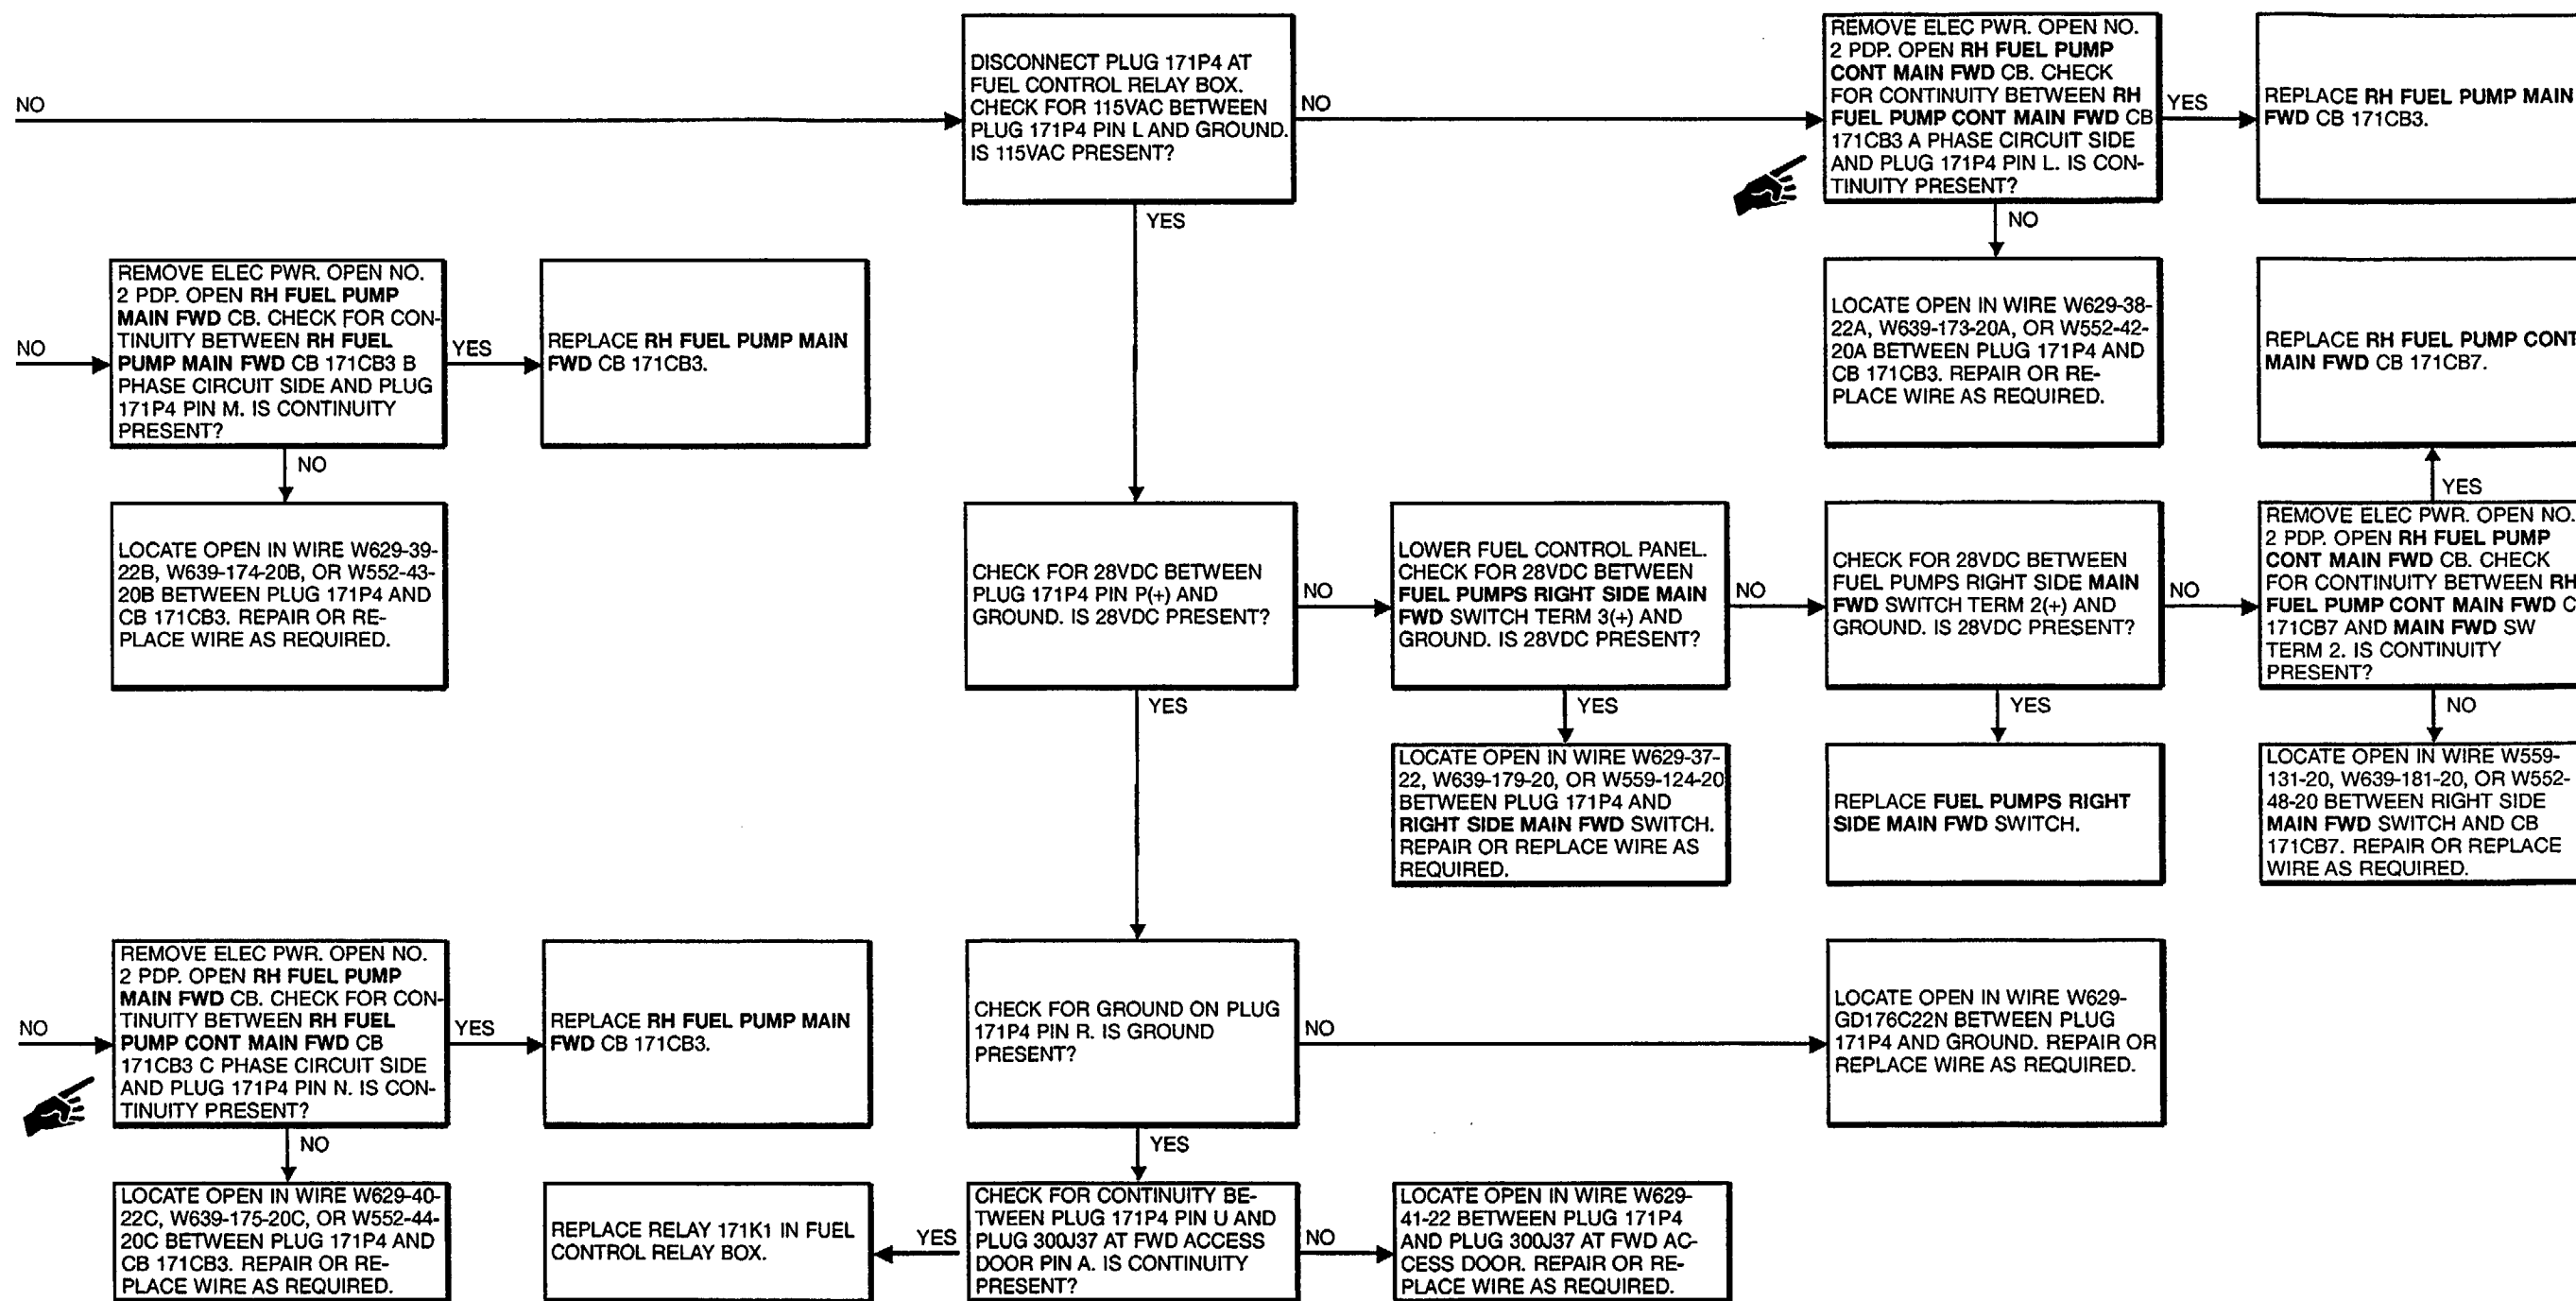 NO
DISCONNECT PLUG 171P4 AT
FUEL CONTROL RELAY BOX.
CHECK FOR 115VAC BETWEEN
PLUG 171P4 PIN L AND GROUND.
IS 115VAC PRESENT?
NO
REMOVE ELEC PWR. OPEN NO.
2 PDP. OPEN RH FUEL PUMP
CONT MAIN FWD CB. CHECK
FOR CONTINUITY BETWEEN RH
FUEL PUMP CONT MAIN FWD CB
171CB3 A PHASE CIRCUIT SIDE
AND PLUG 171P4 PIN L. IS CON-
TINUITY PRESENT?
YES
REPLACE RH FUEL PUMP MAIN
FWD CB 171CB3.
YES
NO
NO
REMOVE ELEC PWR. OPEN NO.
2 PDP. OPEN RH FUEL PUMP
MAIN FWD CB. CHECK FOR CON-
TINUITY BETWEEN RH FUEL
PUMP MAIN FWD CB 171CB3 B
PHASE CIRCUIT SIDE AND PLUG
171P4 PIN M. IS CONTINUITY
PRESENT?
YES
REPLACE RH FUEL PUMP MAIN
FWD CB 171CB3.
LOCATE OPEN IN WIRE W629-38-
22A, W639-173-20A, OR W552-42-
20A BETWEEN PLUG 171P4 AND
CB 171CB3. REPAIR OR RE-
PLACE WIRE AS REQUIRED.
REPLACE RH FUEL PUMP CONT
MAIN FWD CB 171CB7.
NO
YES
LOCATE OPEN IN WIRE W629-39-
22B, W639-174-20B, OR W552-43-
20B BETWEEN PLUG 171P4 AND
CB 171CB3. REPAIR OR RE-
PLACE WIRE AS REQUIRED.
CHECK FOR 28VDC BETWEEN
PLUG 171P4 PIN P(+) AND
GROUND. IS 28VDC PRESENT?
NO
LOWER FUEL CONTROL PANEL.
CHECK FOR 28VDC BETWEEN
FUEL PUMPS RIGHT SIDE MAIN
FWD SWITCH TERM 3(+) AND
GROUND. IS 28VDC PRESENT?
NO
CHECK FOR 28VDC BETWEEN
FUEL PUMPS RIGHT SIDE MAIN
FWD SWITCH TERM 2(+) AND
GROUND. IS 28VDC PRESENT?
NO
REMOVE ELEC PWR. OPEN NO.
2 PDP. OPEN RH FUEL PUMP
CONT MAIN FWD CB. CHECK
FOR CONTINUITY BETWEEN RH
FUEL PUMP CONT MAIN FWD C
171CB7 AND MAIN FWD SW
TERM 2. IS CONTINUITY
PRESENT?
YES
YES
YES
NO
LOCATE OPEN IN WIRE W629-37-
22, W639-179-20, OR W559-124-20
BETWEEN PLUG 171P4 AND
RIGHT SIDE MAIN FWD SWITCH.
REPAIR OR REPLACE WIRE AS
REQUIRED.
REPLACE FUEL PUMPS RIGHT
SIDE MAIN FWD SWITCH.
LOCATE OPEN IN WIRE W559-
131-20, W639-181-20, OR W552-
48-20 BETWEEN RIGHT SIDE
MAIN FWD SWITCH AND CB
171CB7. REPAIR OR REPLACE
WIRE AS REQUIRED.
NO
REMOVE ELEC PWR. OPEN NO.
2 PDP. OPEN RH FUEL PUMP
MAIN FWD CB. CHECK FOR CON-
TINUITY BETWEEN RH FUEL
PUMP CONT MAIN FWD CB
171CB3 C PHASE CIRCUIT SIDE
AND PLUG 171P4 PIN N. IS CON-
TINUITY PRESENT?
YES
REPLACE RH FUEL PUMP MAIN
FWD CB 171CB3.
CHECK FOR GROUND ON PLUG
171P4 PIN R. IS GROUND
PRESENT?
NO
LOCATE OPEN IN WIRE W629-
GD176C22N BETWEEN PLUG
171P4 AND GROUND. REPAIR OR
REPLACE WIRE AS REQUIRED.
NO
YES
LOCATE OPEN IN WIRE W629-40-
22C, W639-175-20C, OR W552-44-
20C BETWEEN PLUG 171P4 AND
CB 171CB3. REPAIR OR RE-
PLACE WIRE AS REQUIRED.
REPLACE RELAY 171K1 IN FUEL
CONTROL RELAY BOX.
YES
CHECK FOR CONTINUITY BE-
TWEEN PLUG 171P4 PIN U AND
PLUG 300J37 AT FWD ACCESS
DOOR PIN A. IS CONTINUITY
PRESENT?
NO
LOCATE OPEN IN WIRE W629-
41-22 BETWEEN PLUG 171P4
AND PLUG 300J37 AT FWD AC-
CESS DOOR. REPAIR OR RE-
PLACE WIRE AS REQUIRED.